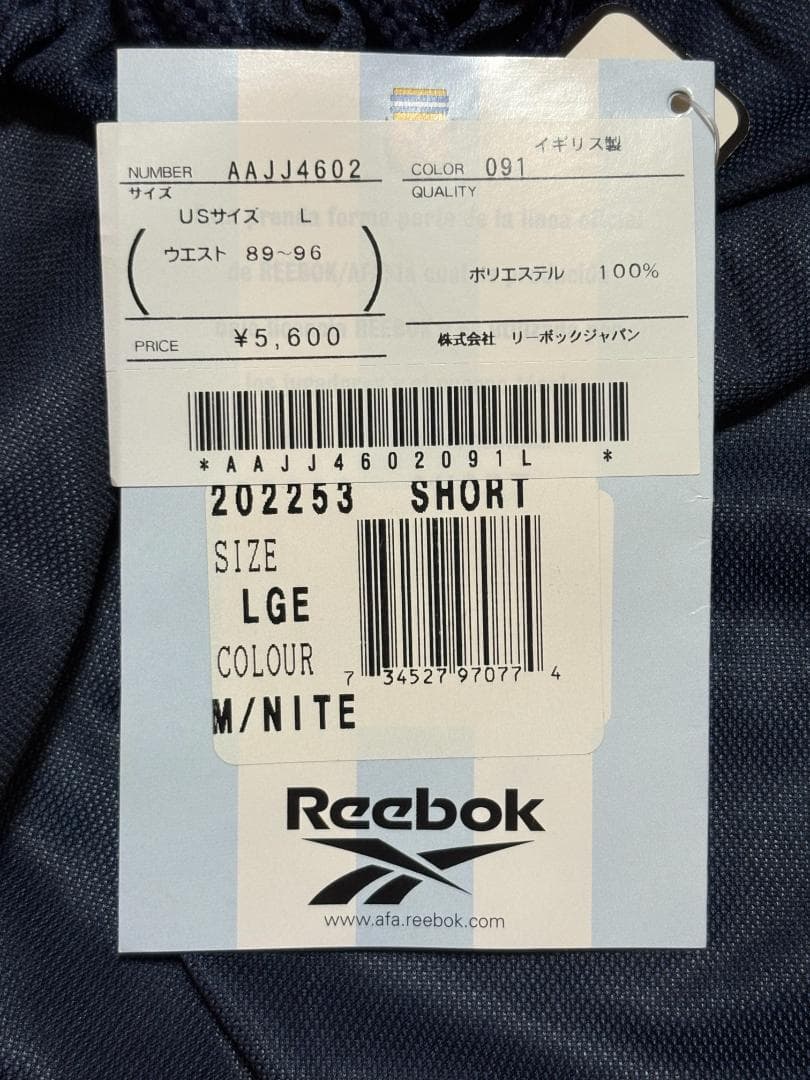 イギリス製
NUMBER AAJJ4602 COLOR 091
サイズ QUALITY
USサイズ L
ウエスト 89~96
ポリエステル 100%
PRICE ¥5,600 株式会社 リーボックジャパン
*AAJJ4602091L *
202253 SHORT
SIZE
LGE
COLOUR
7 34527 97077 4
M/NITE
Reebok
www.afa.reebok.com